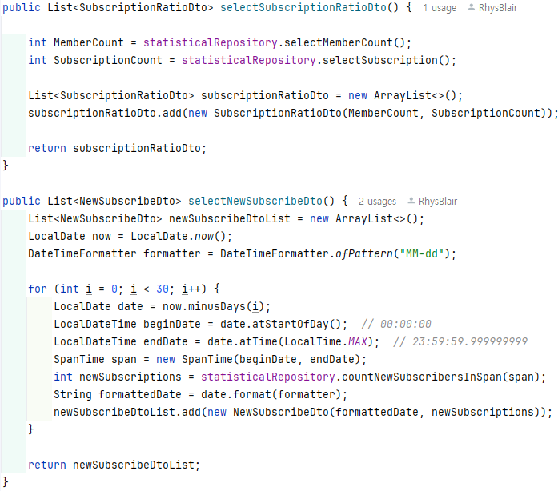 public List<SubscriptionRatioDto> selectSubscriptionRatioDto() { 1 usage RhysBlair
int MemberCount = statisticalRepository.selectMemberCount();
int SubscriptionCount = statisticalRepository.selectSubscription();
List<SubscriptionRatioDto> subscriptionRatioDto = new ArrayList<>();
subscriptionRatioDto.add(new SubscriptionRatioDto(MemberCount, SubscriptionCount));
return subscriptionRatioDto;
}
public List<NewSubscribeDto> selectNewSubscribeDto() { 2 usages RhysBlair
List<NewSubscribeDto> newSubscribeDtoList = new ArrayList<>();
LocalDate now = LocalDate.now();
DateTimeFormatter formatter = DateTimeFormatter.ofPattern("MM-dd");
for (int i = 0; i < 30; i++) {
LocalDate date = now.minusDays(i);
LocalDateTime beginDate = date.atStartOfDay(); // 00:00:00
LocalDateTime endDate = date.atTime(LocalTime.MAX); // 23:59:59.999999999
SpanTime span = new SpanTime(beginDate, endDate);
int newSubscriptions = statisticalRepository.countNewSubscribersInSpan(span);
String formattedDate = date.format(formatter);
newSubscribeDtoList.add(new NewSubscribeDto(formattedDate, newSubscriptions));
}
return newSubscribeDtoList;
}